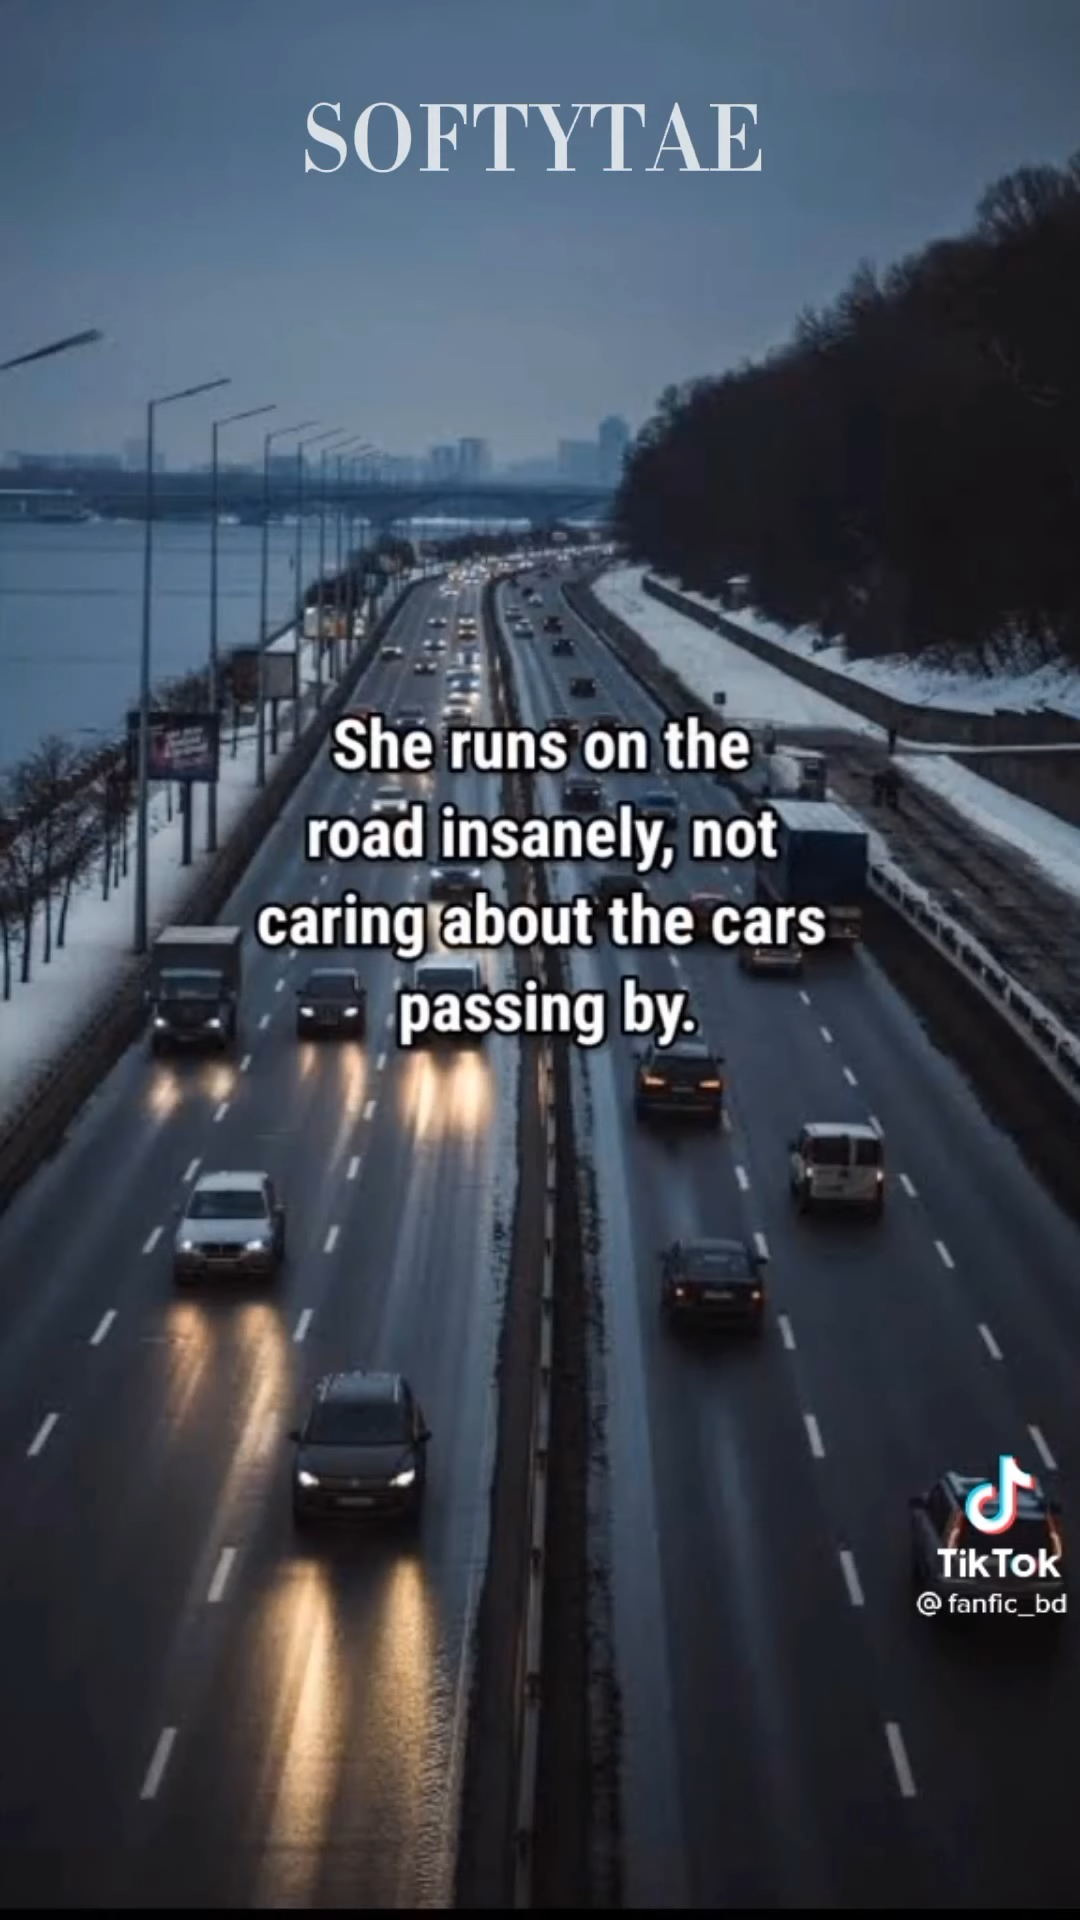 SOFTYTAE
She runs on the
road insanely, not
caring about the cars
passing by.
TikTok
@fanfic_bd